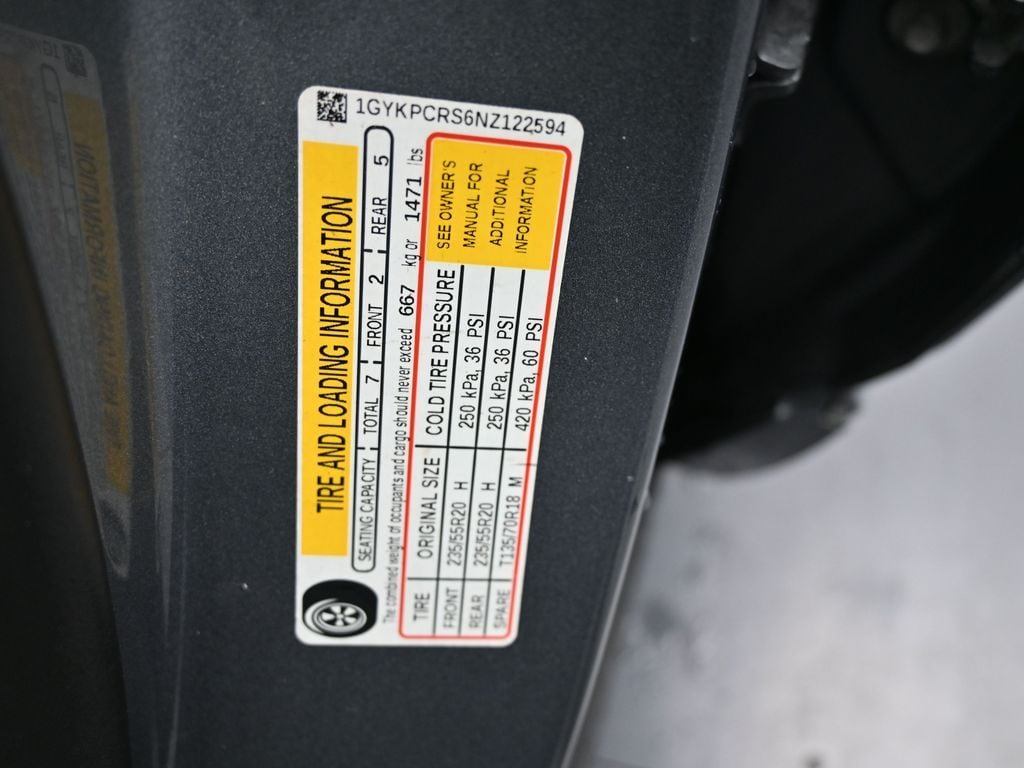 1GYKPCRS6NZ122594
TIRE AND LOADING INFORMATION
SEATING CAPACITY TOTAL 7 FRONT 2 REAR 5
The combined weight of occupants and cargo should never exceed 667 kg or 1471 lbs
TIRE ORIGINAL SIZE COLD TIRE PRESSURE
FRONT 235/55R20 H 250 kPa, 36 PSI
REAR 235/55R20 H 250 kPa, 36 PSI
SPARE T135/70R18 M 420 kPa, 60 PSI
SEE OWNER'S
MANUAL FOR
ADDITIONAL
INFORMATION